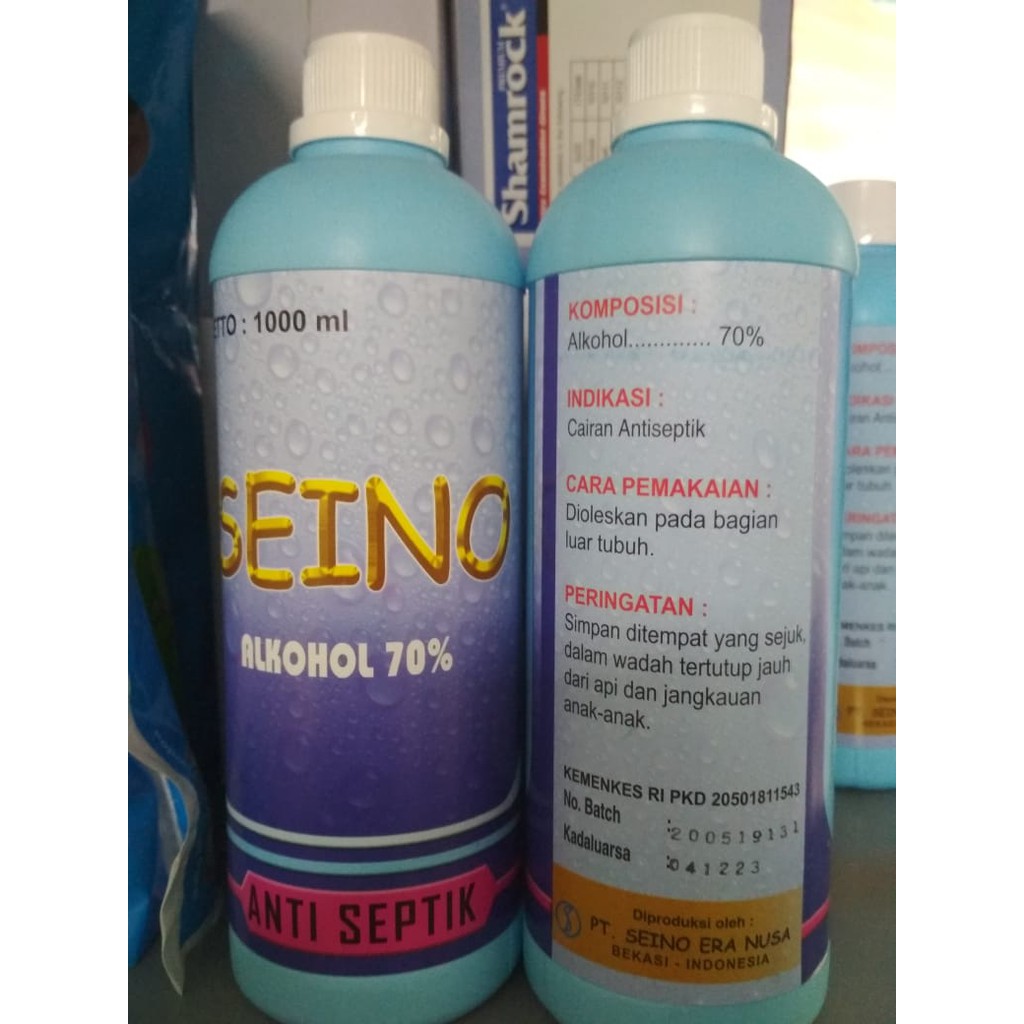 PREMIUM
Shamrock
ETTO : 1000 ml
SEINO
ALKOHOL 70%
ANTI SEPTIK
KOMPOSISI :
Alkohol............. 70%
INDIKASI :
Cairan Antiseptik
CARA PEMAKAIAN :
Dioleskan pada bagian
luar tubuh.
PERINGATAN :
Simpan ditempat yang sejuk,
dalam wadah tertutup jauh
dari api dan jangkauan
anak-anak.
KEMENKES RI PKD 20501811543
No. Batch : 200519131
Kadaluarsa : 041223
Diproduksi oleh :
PT. SEINO ERA NUSA
BEKASI - INDONESIA
Batch